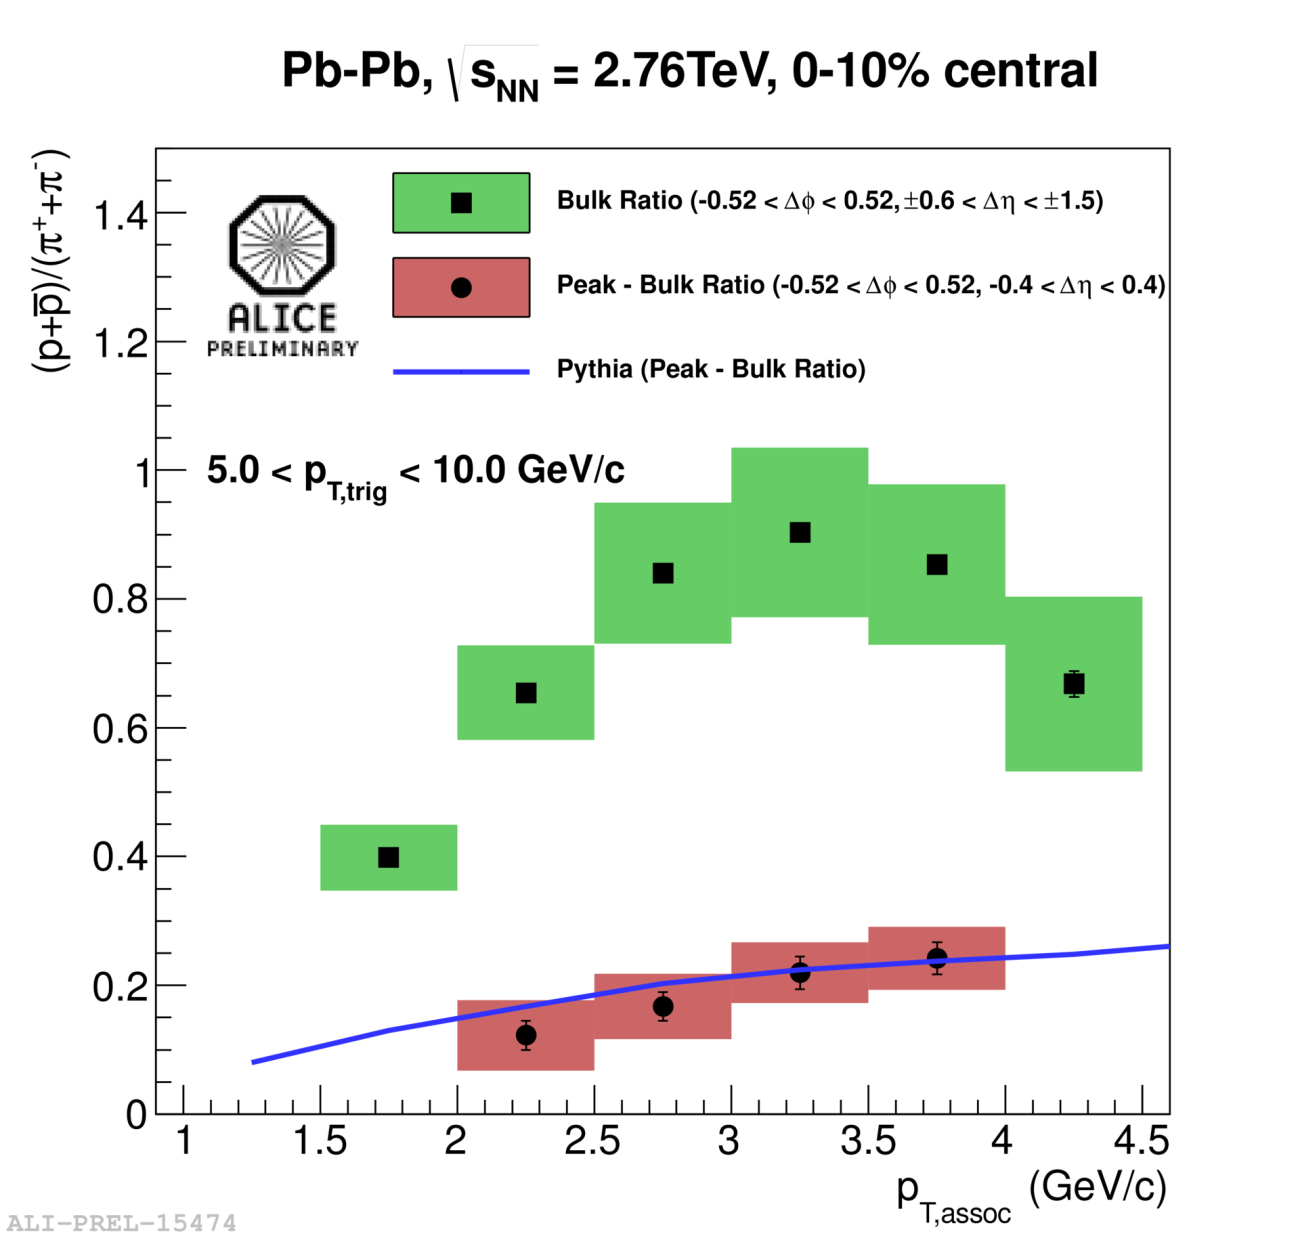 Pb-Pb, √sNN = 2.76TeV, 0-10% central
(p+p̅)/(π⁺+π⁻)
Bulk Ratio (-0.52 < Δϕ < 0.52, ±0.6 < Δη < ±1.5)
Peak - Bulk Ratio (-0.52 < Δϕ < 0.52, -0.4 < Δη < 0.4)
Pythia (Peak - Bulk Ratio)
ALICE
PRELIMINARY
5.0 < pT,trig < 10.0 GeV/c
1.4
1.2
1
0.8
0.6
0.4
0.2
0
1 1.5 2 2.5 3 3.5 4 4.5
pT,assoc (GeV/c)
ALI-PREL-15474